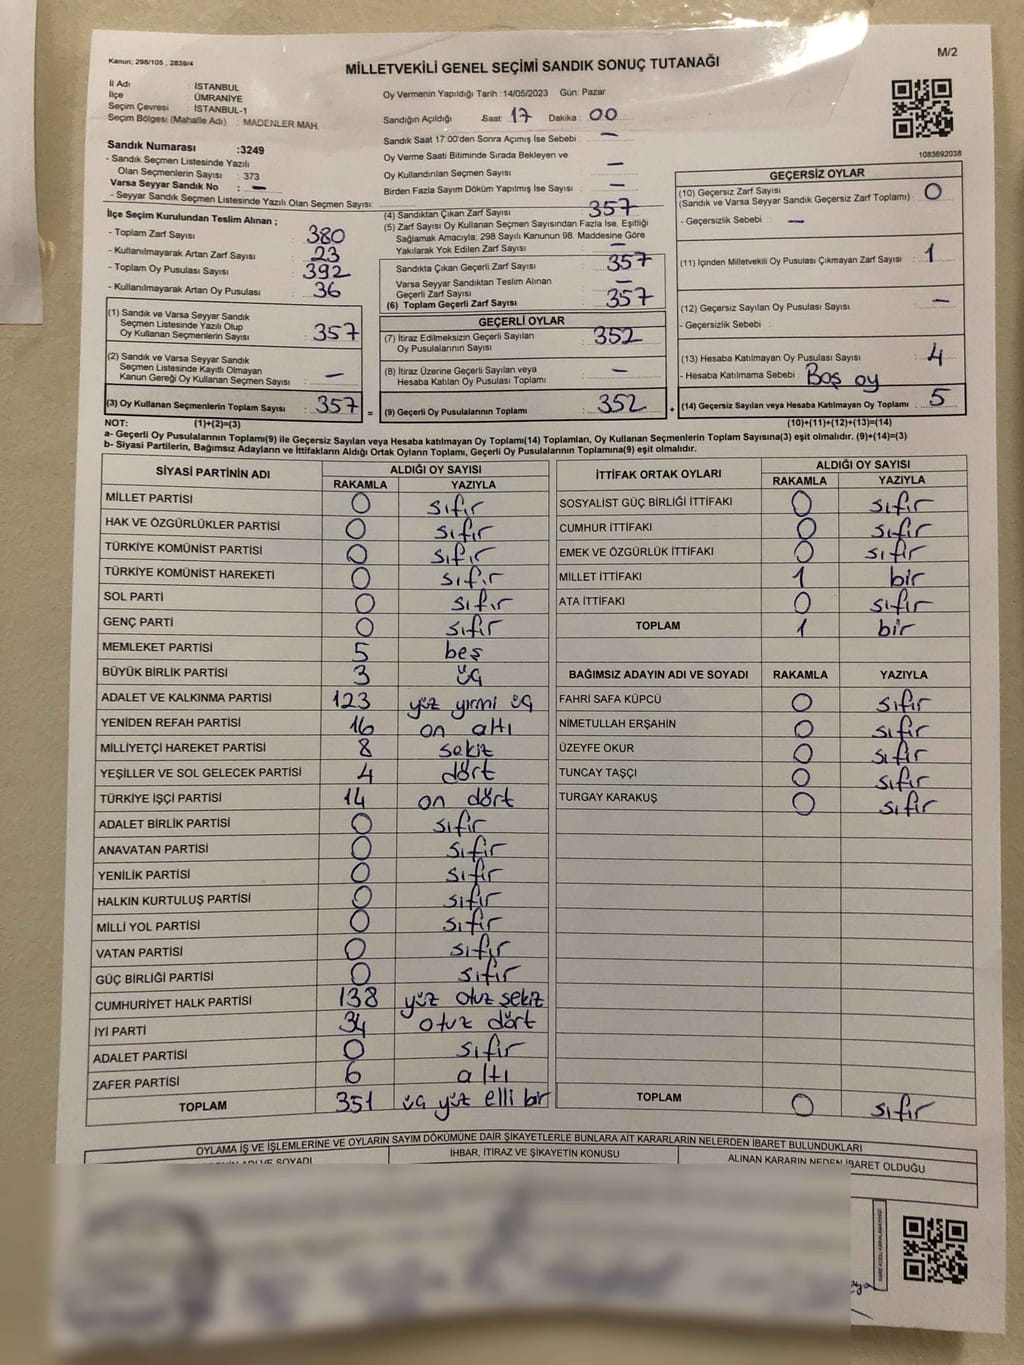 Kanun; 298/105 , 2839/4
M/2
MİLLETVEKİLİ GENEL SEÇİMİ SANDIK SONUÇ TUTANAĞI
İl Adı : İSTANBUL
İlçe : ÜMRANİYE
Seçim Çevresi : İSTANBUL-1
Seçim Bölgesi (Mahalle Adı) : MADENLER MAH.
Oy Vermenin Yapıldığı Tarih :14/05/2023 Gün: Pazar
Sandığın Açıldığı Saat: 17 Dakika : 00
Sandık Saat 17:00'den Sonra Açımış İse Sebebi : —
Oy Verme Saati Bitiminde Sırada Bekleyen ve
Oy Kullandırılan Seçmen Sayısı : —
Birden Fazla Sayım Döküm Yapılmış İse Sayısı : —
1083692038
Sandık Numarası :3249
- Sandık Seçmen Listesinde Yazılı
Olan Seçmenlerin Sayısı : 373
Varsa Seyyar Sandık No : —
- Seyyar Sandık Seçmen Listesinde Yazılı Olan Seçmen Sayısı:
İlçe Seçim Kurulundan Teslim Alınan ;
- Toplam Zarf Sayısı : 380
- Kullanılmayarak Artan Zarf Sayısı : 23
- Toplam Oy Pusulası Sayısı : 392
- Kullanılmayarak Artan Oy Pusulası : 36
(1) Sandık ve Varsa Seyyar Sandık
Seçmen Listesinde Yazılı Olup
Oy Kullanan Seçmenlerin Sayısı : 357
(2) Sandık ve Varsa Seyyar Sandık
Seçmen Listesinde Kayıtlı Olmayan
Kanun Gereği Oy Kullanan Seçmen Sayısı : —
(3) Oy Kullanan Seçmenlerin Toplam Sayısı : 357 =
(4) Sandıktan Çıkan Zarf Sayısı : 357
(5) Zarf Sayısı Oy Kullanan Seçmen Sayısından Fazla İse, Eşitliği
Sağlamak Amacıyla, 298 Sayılı Kanunun 98. Maddesine Göre
Yakılarak Yok Edilen Zarf Sayısı : —
Sandıkta Çıkan Geçerli Zarf Sayısı : 357
Varsa Seyyar Sandıktan Teslim Alınan
Geçerli Zarf Sayısı : —
(6) Toplam Geçerli Zarf Sayısı : 357
GEÇERLİ OYLAR
(7) İtiraz Edilmeksizin Geçerli Sayılan
Oy Pusulalarının Sayısı : 352
(8) İtiraz Üzerine Geçerli Sayılan veya
Hesaba Katılan Oy Pusulası Toplamı : —
(9) Geçerli Oy Pusulalarının Toplamı : 352 +
GEÇERSİZ OYLAR
(10) Geçersiz Zarf Sayısı
(Sandık ve Varsa Seyyar Sandık Geçersiz Zarf Toplamı) : 0
- Geçersizlik Sebebi : —
(11) İçinden Milletvekili Oy Pusulası Çıkmayan Zarf Sayısı : 1
(12) Geçersiz Sayılan Oy Pusulası Sayısı : —
- Geçersizlik Sebebi :
(13) Hesaba Katılmayan Oy Pusulası Sayısı : 4
- Hesaba Katılmama Sebebi : Boş oy
(14) Geçersiz Sayılan veya Hesaba Katılmayan Oy Toplamı : 5
NOT: (1)+(2)=(3) (10)+(11)+(12)+(13)=(14)
a- Geçerli Oy Pusulalarının Toplamı(9) ile Geçersiz Sayılan veya Hesaba katılmayan Oy Toplamı(14) Toplamları, Oy Kullanan Seçmenlerin Toplam Sayısına(3) eşit olmalıdır. (9)+(14)=(3)
b- Siyasi Partilerin, Bağımsız Adayların ve İttifakların Aldığı Ortak Oyların Toplamı, Geçerli Oy Pusulalarının Toplamına(9) eşit olmalıdır.
SİYASİ PARTİNİN ADI ALDIĞI OY SAYISI
RAKAMLA YAZIYLA
MİLLET PARTİSİ 0 sıfır
HAK VE ÖZGÜRLÜKLER PARTİSİ 0 sıfır
TÜRKİYE KOMÜNİST PARTİSİ 0 sıfır
TÜRKİYE KOMÜNİST HAREKETİ 0 sıfır
SOL PARTİ 0 sıfır
GENÇ PARTİ 0 sıfır
MEMLEKET PARTİSİ 5 beş
BÜYÜK BİRLİK PARTİSİ 3 üç
ADALET VE KALKINMA PARTİSİ 123 yüz yirmi üç
YENİDEN REFAH PARTİSİ 16 on altı
MİLLİYETÇİ HAREKET PARTİSİ 8 sekiz
YEŞİLLER VE SOL GELECEK PARTİSİ 4 dört
TÜRKİYE İŞÇİ PARTİSİ 14 on dört
ADALET BİRLİK PARTİSİ 0 sıfır
ANAVATAN PARTİSİ 0 sıfır
YENİLİK PARTİSİ 0 sıfır
HALKIN KURTULUŞ PARTİSİ 0 sıfır
MİLLİ YOL PARTİSİ 0 sıfır
VATAN PARTİSİ 0 sıfır
GÜÇ BİRLİĞİ PARTİSİ 0 sıfır
CUMHURİYET HALK PARTİSİ 138 yüz otuz sekiz
İYİ PARTİ 34 otuz dört
ADALET PARTİSİ 0 sıfır
ZAFER PARTİSİ 6 altı
TOPLAM 351 üç yüz elli bir
İTTİFAK ORTAK OYLARI ALDIĞI OY SAYISI
RAKAMLA YAZIYLA
SOSYALİST GÜÇ BİRLİĞİ İTTİFAKI 0 sıfır
CUMHUR İTTİFAKI 0 sıfır
EMEK VE ÖZGÜRLÜK İTTİFAKI 0 sıfır
MİLLET İTTİFAKI 1 bir
ATA İTTİFAKI 0 sıfır
TOPLAM 1 bir
BAĞIMSIZ ADAYIN ADI VE SOYADI RAKAMLA YAZIYLA
FAHRİ SAFA KÜPCÜ 0 sıfır
NİMETULLAH ERŞAHİN 0 sıfır
ÜZEYFE OKUR 0 sıfır
TUNCAY TAŞÇI 0 sıfır
TURGAY KARAKUŞ 0 sıfır
TOPLAM 0 sıfır
OYLAMA İŞ VE İŞLEMLERİNE VE OYLARIN SAYIM DÖKÜMÜNE DAİR ŞİKAYETLERLE BUNLARA AİT KARARLARIN NELERDEN İBARET BULUNDUKLARI
ADI VE SOYADI İHBAR, İTİRAZ VE ŞİKAYETİN KONUSU ALINAN KARARIN NEDEN İBARET OLDUĞU
KARE KODU KARALAMAYINIZ!